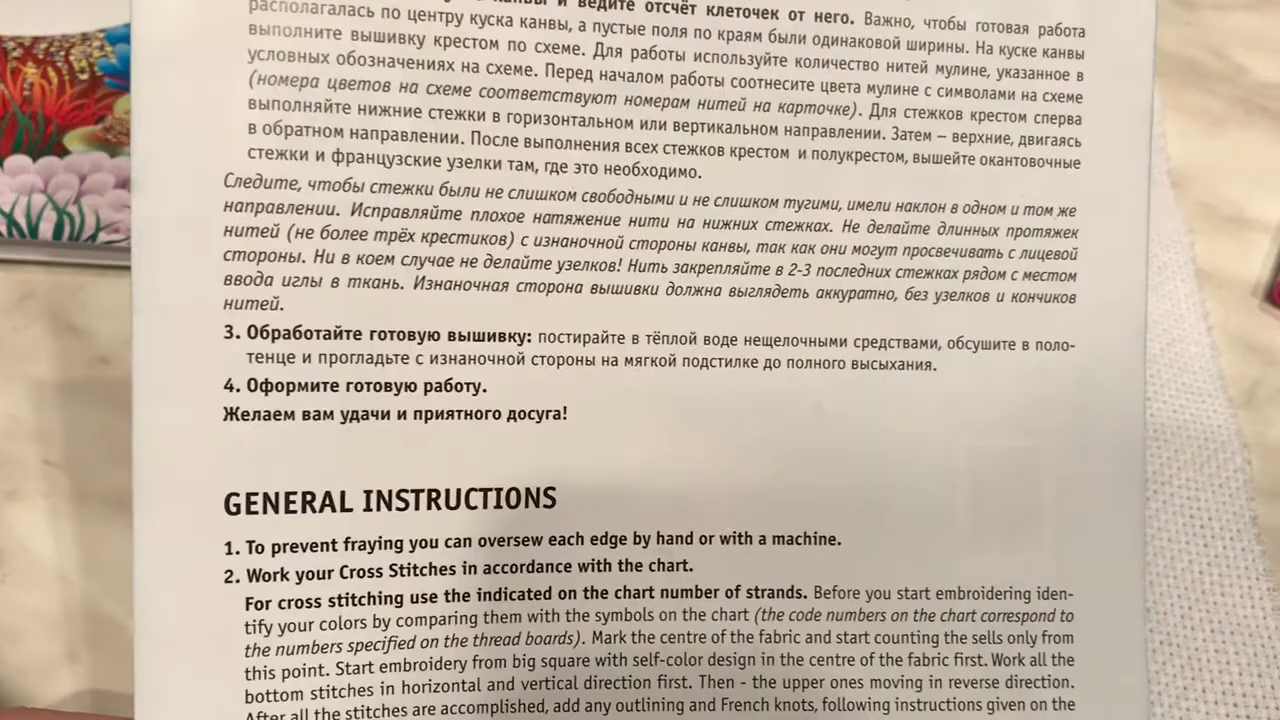 канвы и ведите отсчёт клеточек от него. Важно, чтобы готовая работа
располагалась по центру куска канвы, а пустые поля по краям были одинаковой ширины. На куске канвы
выполните вышивку крестом по схеме. Для работы используйте количество нитей мулине, указанное в
условных обозначениях на схеме. Перед началом работы соотнесите цвета мулине с символами на схеме
(номера цветов на схеме соответствуют номерам нитей на карточке). Для стежков крестом сперва
выполняйте нижние стежки в горизонтальном или вертикальном направлении. Затем – верхние, двигаясь
в обратном направлении. После выполнения всех стежков крестом и полукрестом, вышейте окантовочные
стежки и французские узелки там, где это необходимо.
Следите, чтобы стежки были не слишком свободными и не слишком тугими, имели наклон в одном и том же
направлении. Исправляйте плохое натяжение нити на нижних стежках. Не делайте длинных протяжек
нитей (не более трёх крестиков) с изнаночной стороны канвы, так как они могут просвечивать с лицевой
стороны. Ни в коем случае не делайте узелков! Нить закрепляйте в 2-3 последних стежках рядом с местом
ввода иглы в ткань. Изнаночная сторона вышивки должна выглядеть аккуратно, без узелков и кончиков
нитей.
3. Обработайте готовую вышивку: постирайте в тёплой воде нещелочными средствами, обсушите в поло-
тенце и прогладьте с изнаночной стороны на мягкой подстилке до полного высыхания.
4. Оформите готовую работу.
Желаем вам удачи и приятного досуга!
GENERAL INSTRUCTIONS
1. To prevent fraying you can oversew each edge by hand or with a machine.
2. Work your Cross Stitches in accordance with the chart.
For cross stitching use the indicated on the chart number of strands. Before you start embroidering iden-
tify your colors by comparing them with the symbols on the chart (the code numbers on the chart correspond to
the numbers specified on the thread boards). Mark the centre of the fabric and start counting the sells only from
this point. Start embroidery from big square with self-color design in the centre of the fabric first. Work all the
bottom stitches in horizontal and vertical direction first. Then - the upper ones moving in reverse direction.
After all the stitches are accomplished, add any outlining and French knots, following instructions given on the